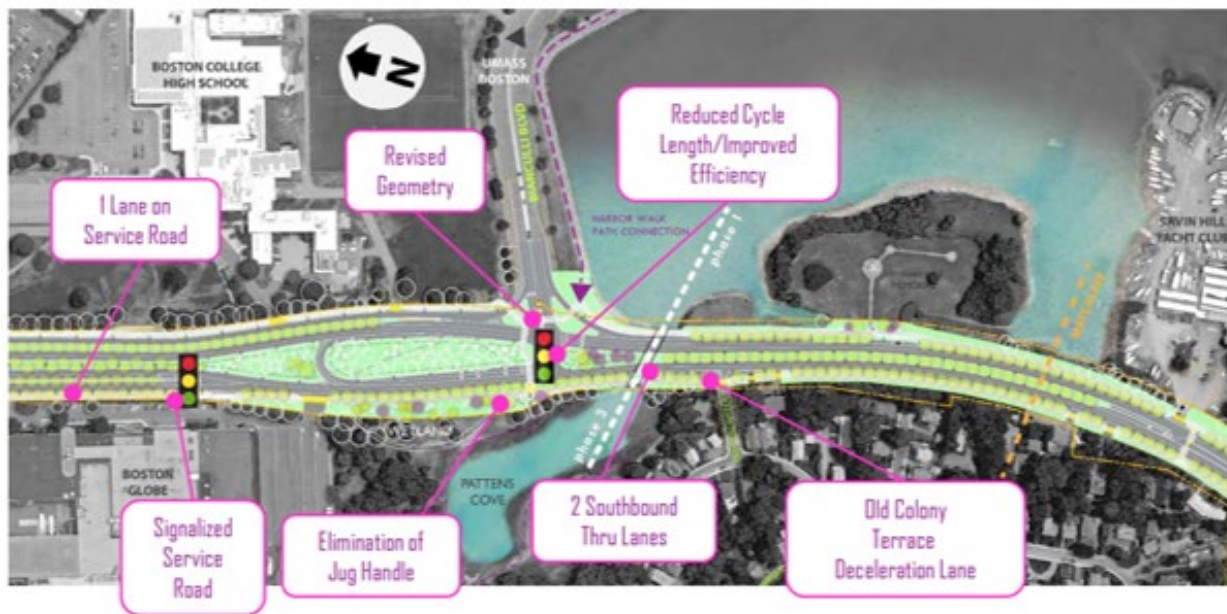 BOSTON COLLEGE
HIGH SCHOOL
N
UMASS
BOSTON
BIANCULLI BLVD
Revised
Geometry
Reduced Cycle
Length/Improved
Efficiency
1 Lane on
Service Road
HARBOR WALK
PATH CONNECTION
phase 1
SAVIN HILL
YACHT CLUB
phase 3
PATTENS
COVE
BOSTON
GLOBE
Signalized
Service
Road
Elimination of
Jug Handle
2 Southbound
Thru Lanes
Old Colony
Terrace
Deceleration Lane